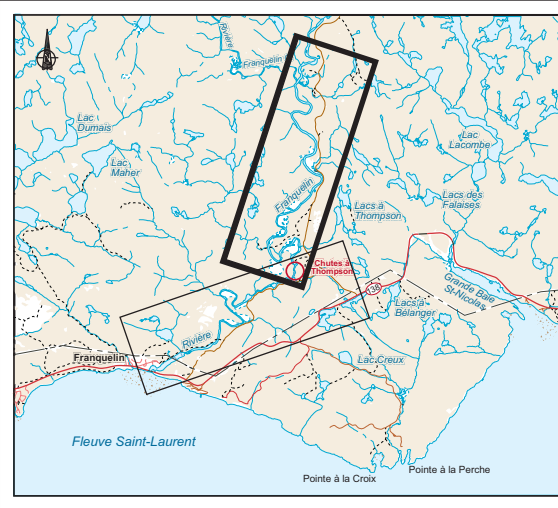 Rivière
Franquelin
Lac
Dumais
Lac
Maher
Lac
Lacombe
Franquelin
Lacs à
Thompson
Lacs des
Falaises
Chutes à
Thompson
138
Grande Baie
St-Nicolas
Lacs à
Bélanger
Rivière
Franquelin
Lac Creux
Fleuve Saint-Laurent
Pointe à la Perche
Pointe à la Croix